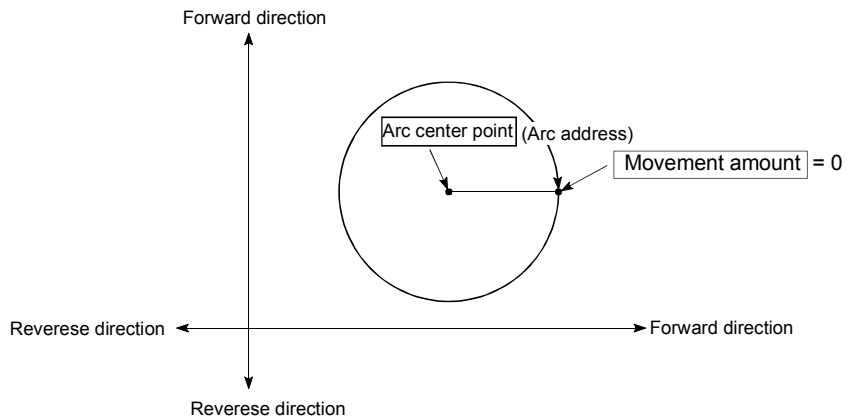 Forward direction
Arc center point (Arc address)
Movement amount = 0
Reverese direction
Forward direction
Reverese direction